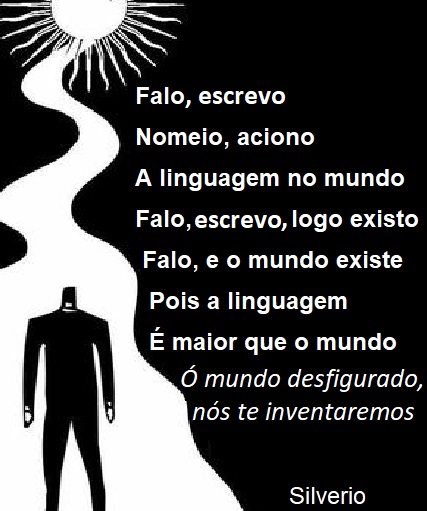 Falo, escrevo
Nomeio, aciono
A linguagem no mundo
Falo, escrevo, logo existo
Falo, e o mundo existe
Pois a linguagem
É maior que o mundo
Ó mundo desfigurado,
nós te inventaremos
Silverio